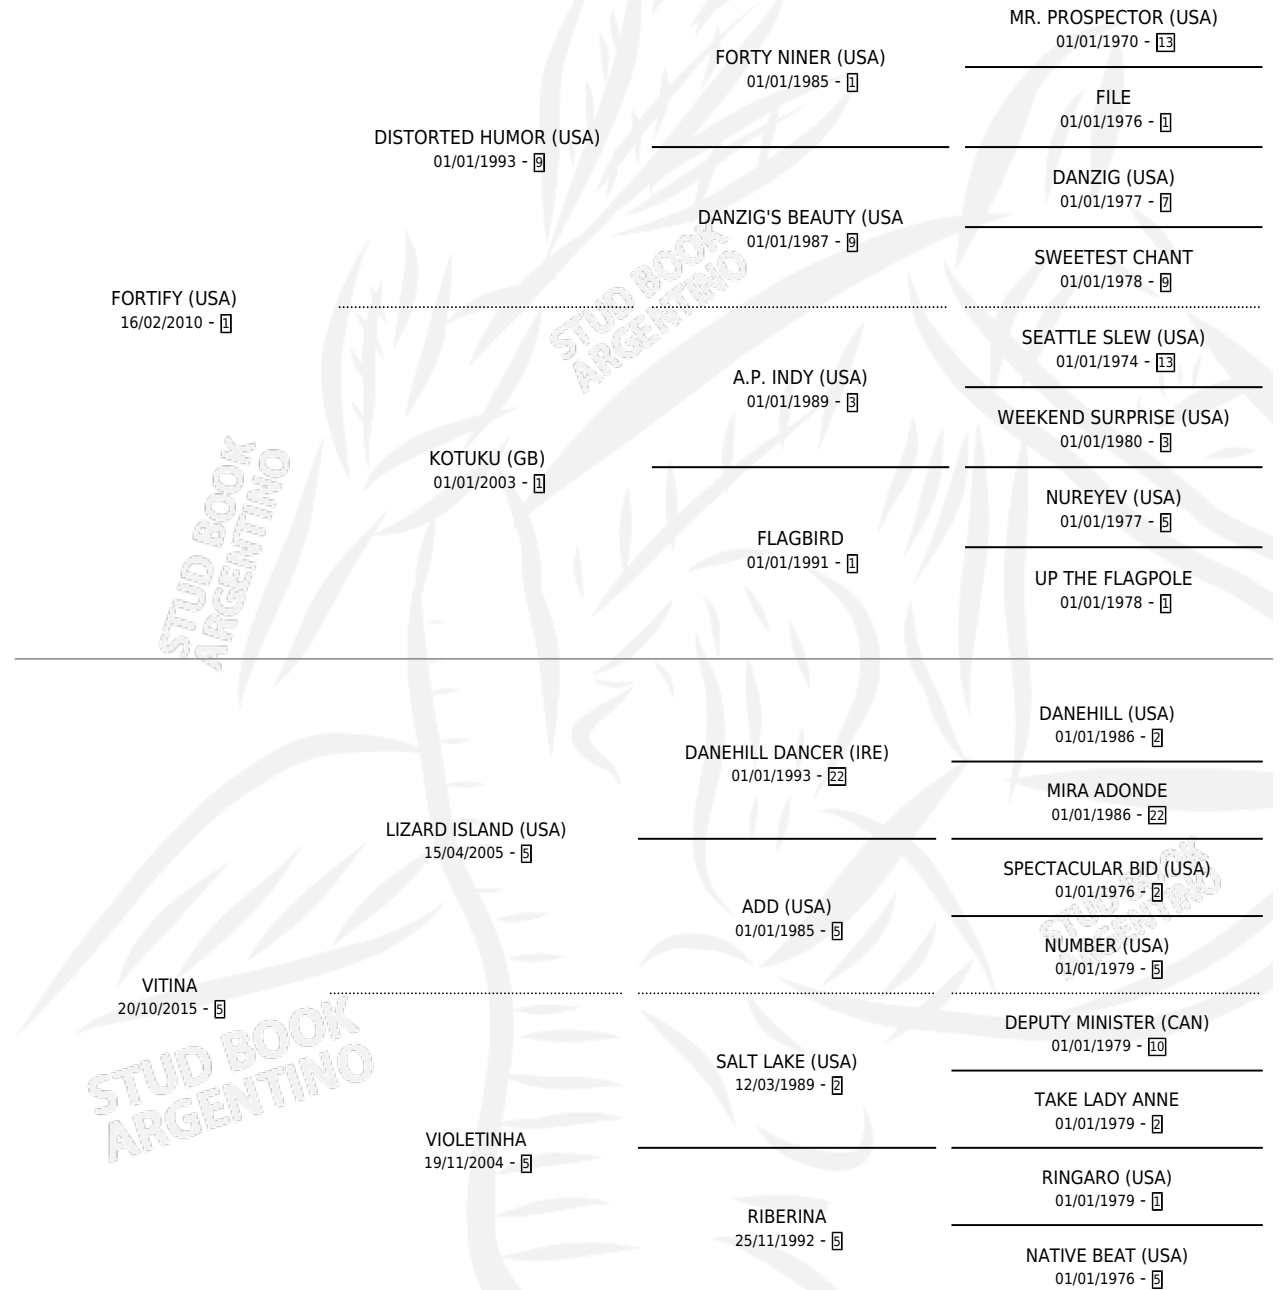 MR. PROSPECTOR (USA)
01/01/1970 - 13
FORTY NINER (USA)
01/01/1985 - 1
FILE
01/01/1976 - 1
DISTORTED HUMOR (USA)
01/01/1993 - 9
DANZIG (USA)
01/01/1977 - 7
DANZIG'S BEAUTY (USA
01/01/1987 - 9
SWEETEST CHANT
01/01/1978 - 9
FORTIFY (USA)
16/02/2010 - 1
STUD BOOK
ARGENTINO
SEATTLE SLEW (USA)
01/01/1974 - 13
A.P. INDY (USA)
01/01/1989 - 3
WEEKEND SURPRISE (USA)
01/01/1980 - 3
KOTUKU (GB)
01/01/2003 - 1
NUREYEV (USA)
01/01/1977 - 5
FLAGBIRD
01/01/1991 - 1
UP THE FLAGPOLE
01/01/1978 - 1
STUD BOOK
ARGENTINO
DANEHILL (USA)
01/01/1986 - 2
DANEHILL DANCER (IRE)
01/01/1993 - 22
MIRA ADONDE
01/01/1986 - 22
LIZARD ISLAND (USA)
15/04/2005 - 5
SPECTACULAR BID (USA)
01/01/1976 - 2
ADD (USA)
01/01/1985 - 5
STUD BOOK
ARGENTINO
NUMBER (USA)
01/01/1979 - 5
VITINA
20/10/2015 - 5
STUD BOOK
ARGENTINO
DEPUTY MINISTER (CAN)
01/01/1979 - 10
SALT LAKE (USA)
12/03/1989 - 2
TAKE LADY ANNE
01/01/1979 - 2
VIOLETINHA
19/11/2004 - 5
RINGARO (USA)
01/01/1979 - 1
RIBERINA
25/11/1992 - 5
NATIVE BEAT (USA)
01/01/1976 - 5